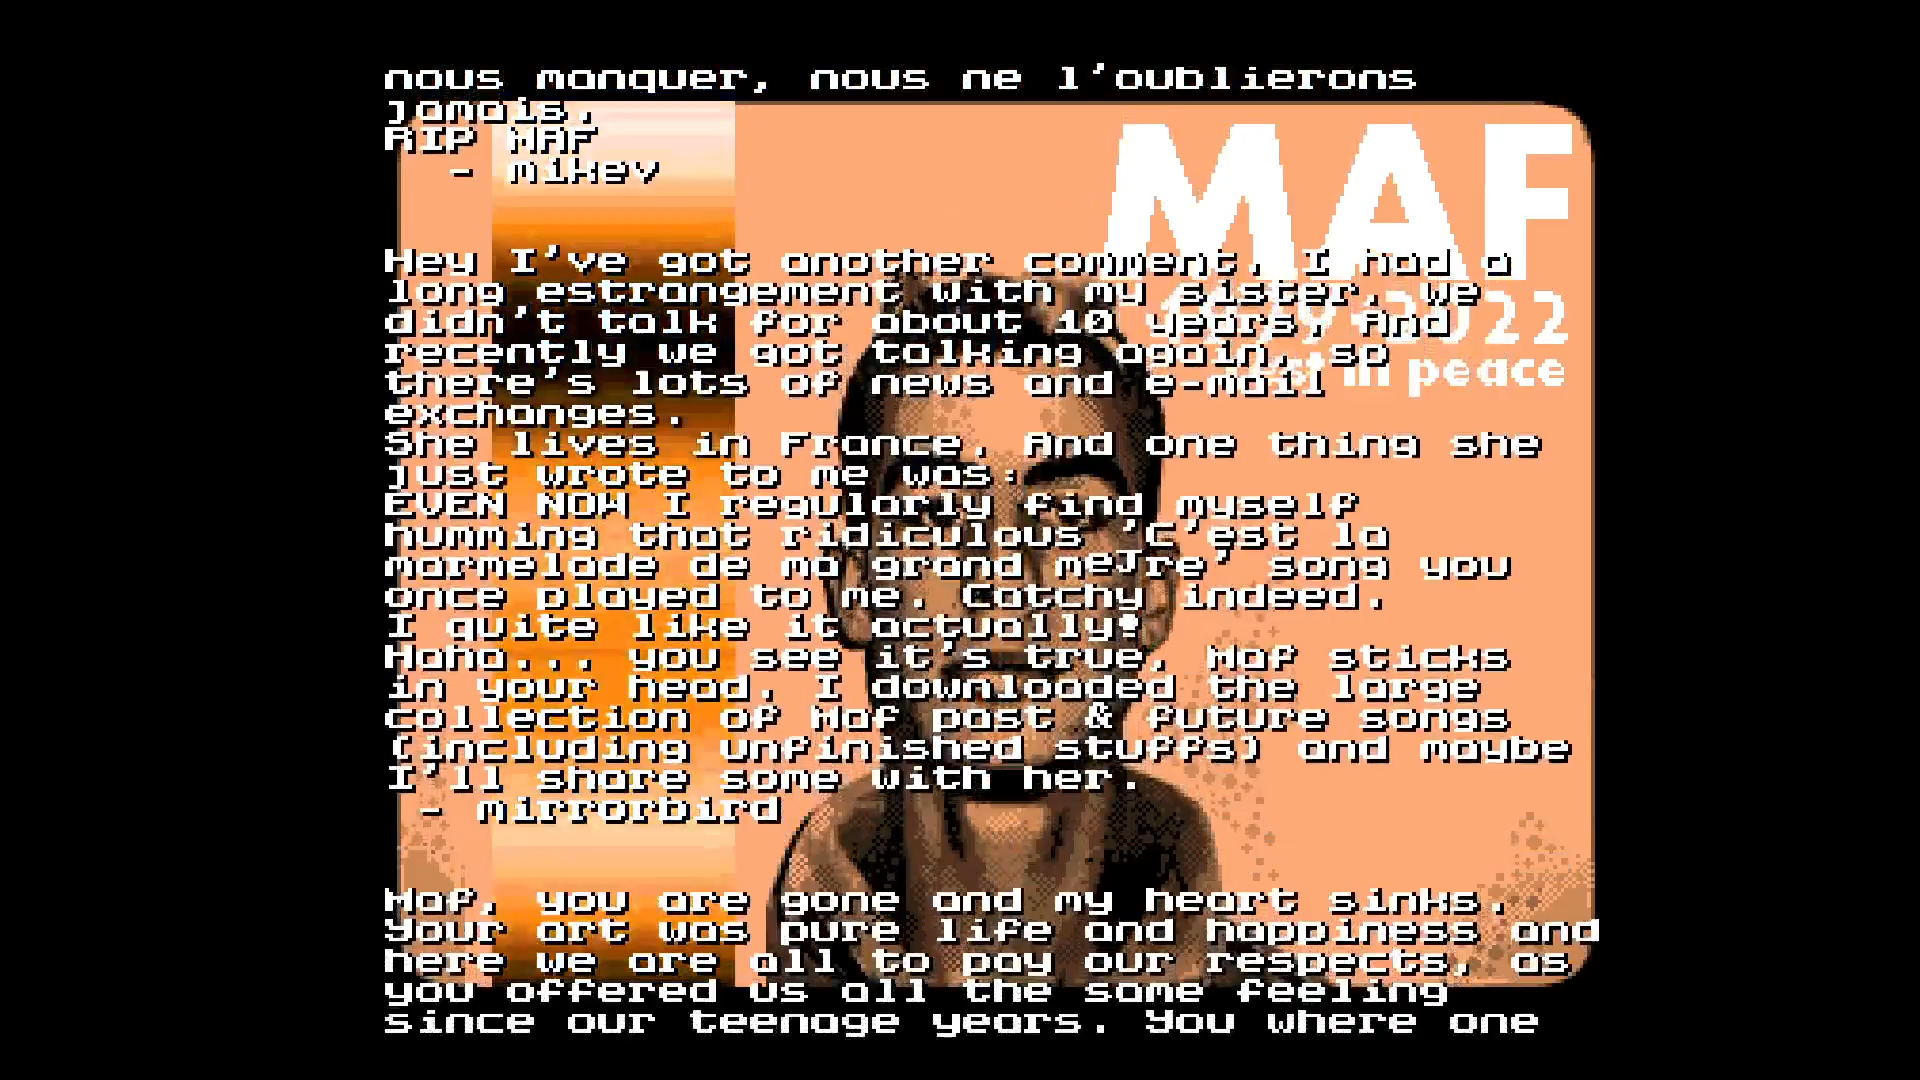 nous manquer, nous ne l'oublierons
jamais.
RIP MAF
- mikev
MAF
2022
in peace
Hey I've got another comment. I had a
long estrangement with my sister, we
didn't talk for about 10 years, And
recently we got talking again, so
there's lots of news and e-mail
exchanges.
She lives in France. And one thing she
just wrote to me was:
EVEN NOW I regularly find myself
humming that ridiculous 'C'est la
marmelade de ma grand meJre' song you
once played to me. Catchy indeed.
I quite like it actually!
Haha... you see it's true, Maf sticks
in your head. I downloaded the large
collection of Maf past & future songs
(including unfinished stuffs) and maybe
I'll share some with her.
- mirrorbird
Maf, you are gone and my heart sinks.
Your art was pure life and happiness and
here we are all to pay our respects, as
you offered us all the same feeling
since our teenage years. You where one